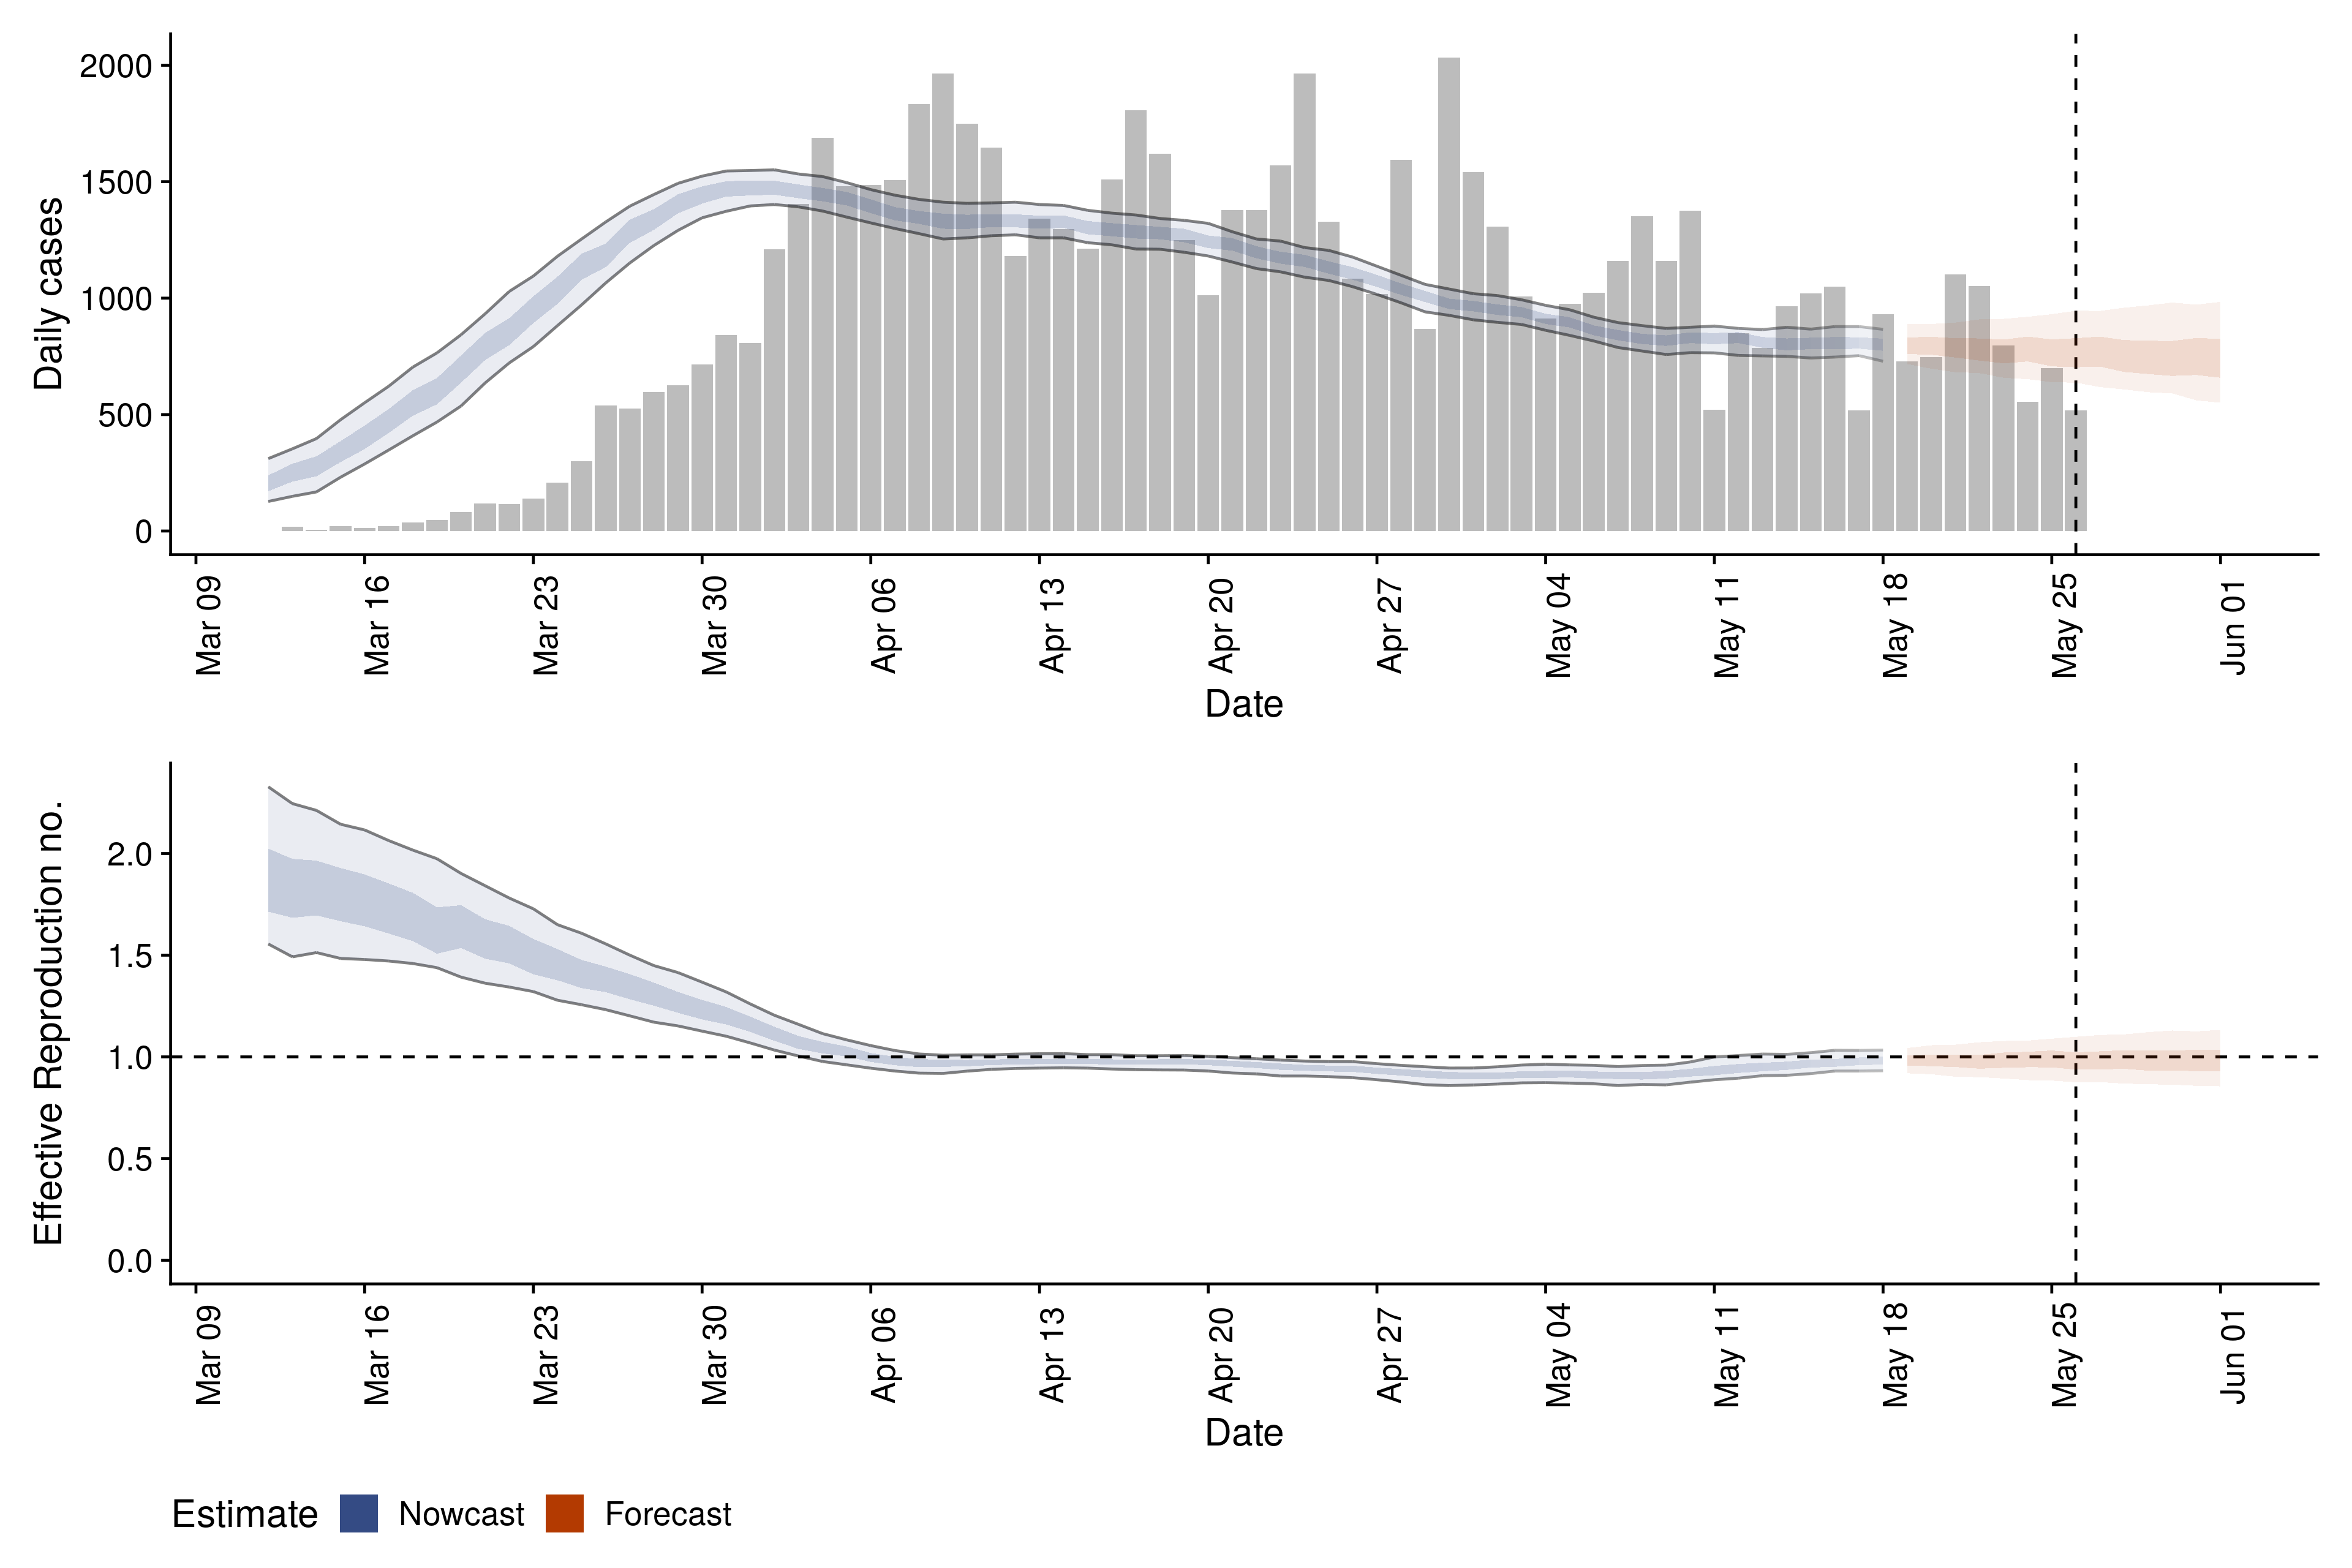 Daily cases
2000
1500
1000
500
0
Mar 09
Mar 16
Mar 23
Mar 30
Apr 06
Apr 13
Apr 20
Apr 27
May 04
May 11
May 18
May 25
Jun 01
Date
Effective Reproduction no.
2.0
1.5
1.0
0.5
0.0
Mar 09
Mar 16
Mar 23
Mar 30
Apr 06
Apr 13
Apr 20
Apr 27
May 04
May 11
May 18
May 25
Jun 01
Date
Estimate Nowcast Forecast